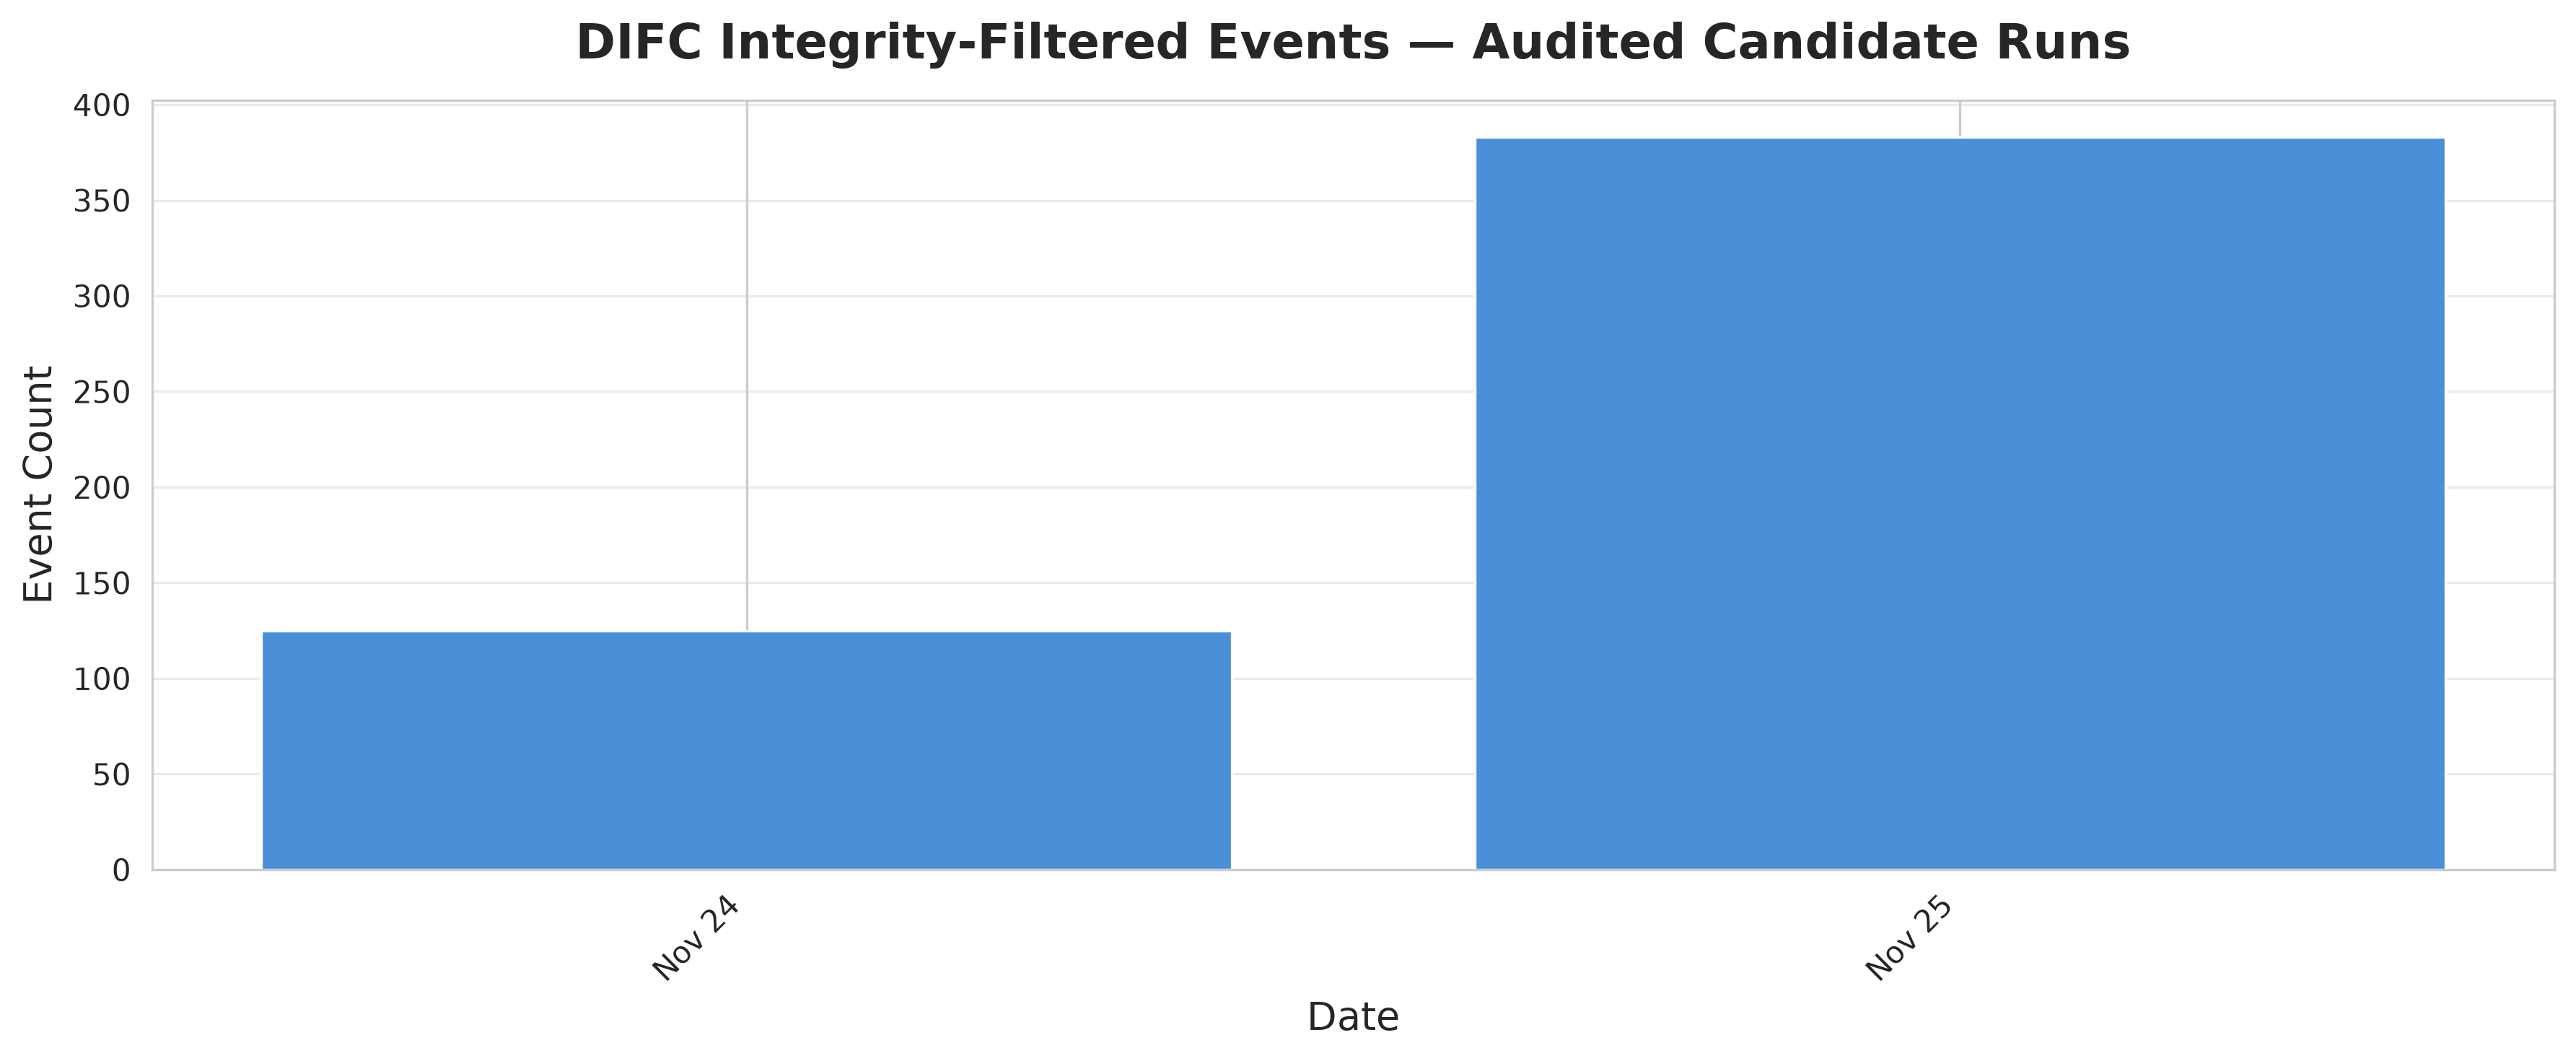 DIFC Integrity-Filtered Events — Audited Candidate Runs
400
350
300
250
200
150
100
50
0
Event Count
Nov 24
Nov 25
Date